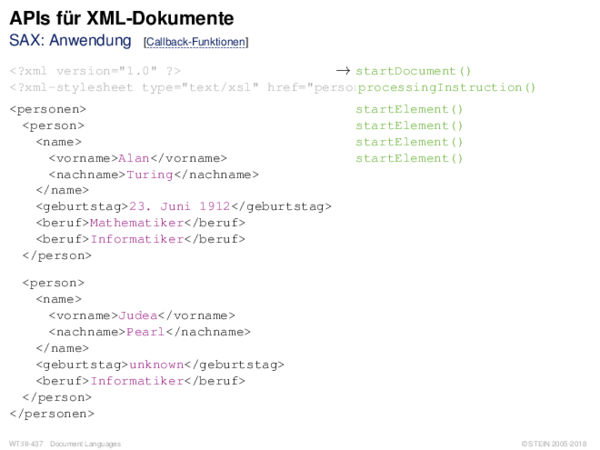 APIs für XML-Dokumente
SAX: Anwendung [Callback-Funktionen]
<?xml version="1.0" ?> → startDocument()
<?xml-stylesheet type="text/xsl" href="perso processingInstruction()
<personen> startElement()
<person> startElement()
<name> startElement()
<vorname>Alan</vorname> startElement()
<nachname>Turing</nachname>
</name>
<geburtstag>23. Juni 1912</geburtstag>
<beruf>Mathematiker</beruf>
<beruf>Informatiker</beruf>
</person>
<person>
<name>
<vorname>Judea</vorname>
<nachname>Pearl</nachname>
</name>
<geburtstag>unknown</geburtstag>
<beruf>Informatiker</beruf>
</person>
</personen>
WT:III-437 Document Languages © STEIN 2005-2018